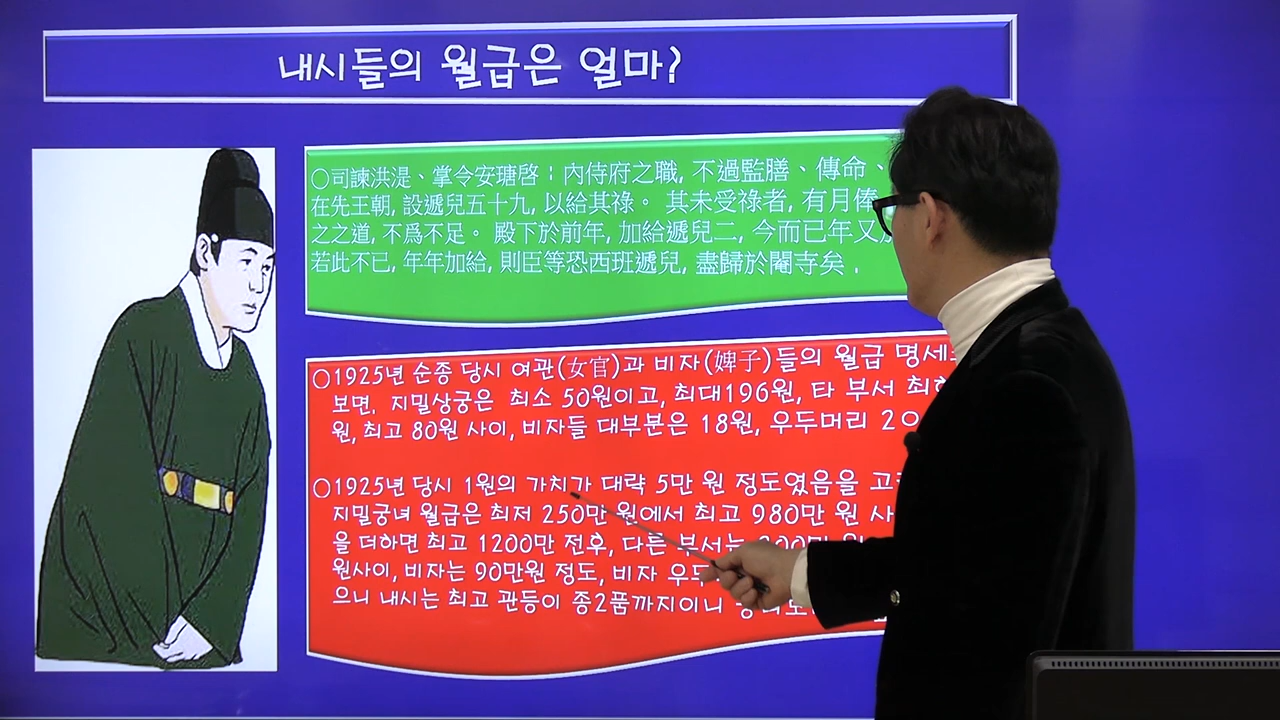 내시들의 월급은 얼마?
○司諫洪湜、掌令安瑭啓：內侍府之職, 不過監膳、傳命、
在先王朝, 設遞兒五十九, 以給其祿。 其未受祿者, 有月俸
之之道, 不爲不足。 殿下於前年, 加給遞兒二, 今而已年又
若此不已, 年年加給, 則臣等恐西班遞兒, 盡歸於閹寺矣.
○1925년 순종 당시 여관(女官)과 비자(婢子)들의 월급 명세
보면, 지밀상궁은 최소 50원이고, 최대196원, 타 부서
원, 최고 80원 사이, 비자들 대부분은 18원, 우두머리 20
○1925년 당시 1원의 가치가 대략 5만 원 정도였음을
지밀궁녀 월급은 최저 250만 원에서 최고 980만 원
을 더하면 최고 1200만 전후, 다른 부서는
원사이, 비자는 90만원 정도, 비자
으니 내시는 최고 관등이 종2품까지이니